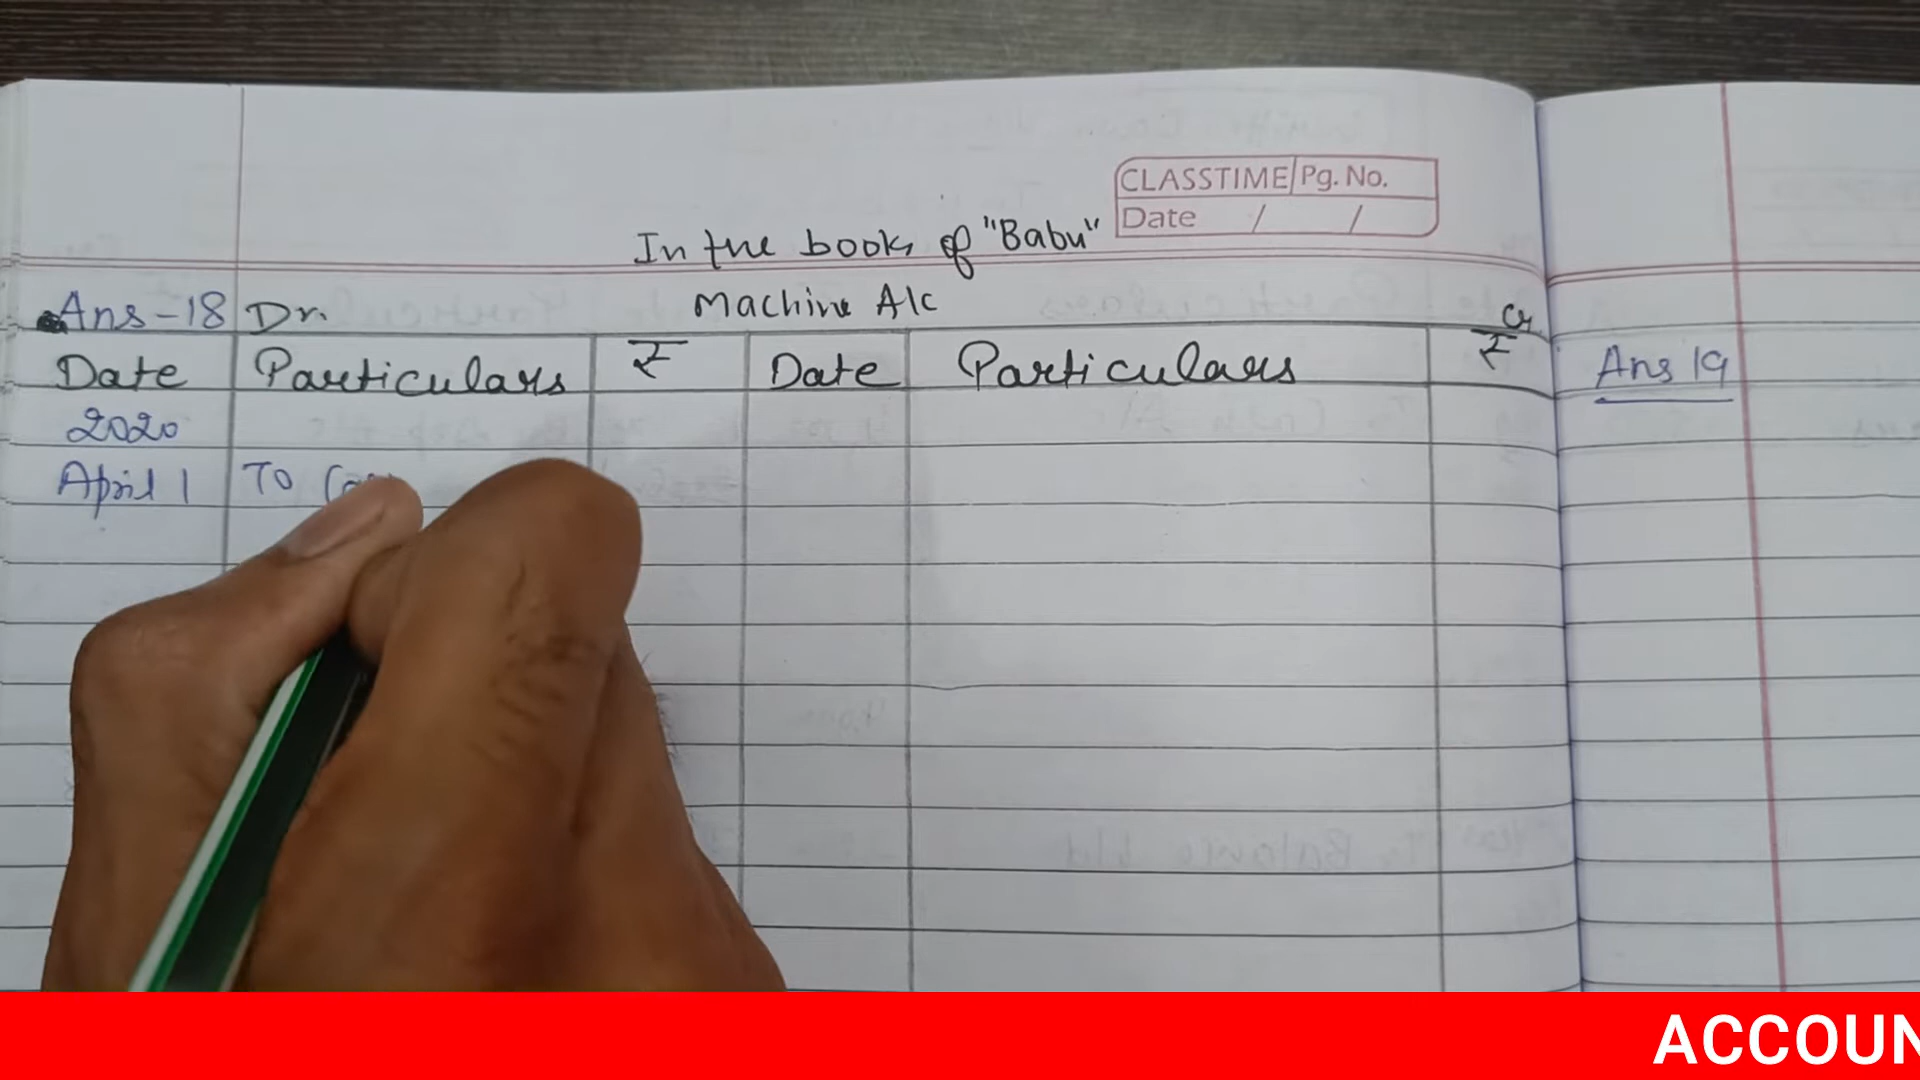 CLASSTIME Pg. No.
Date / /
In the books of "Babu"
Ans-18 Dr. Machine A/c Cr
Date Particulars ₹ Date Particulars ₹
Ans 19
2020
April 1 To
ACCOUN